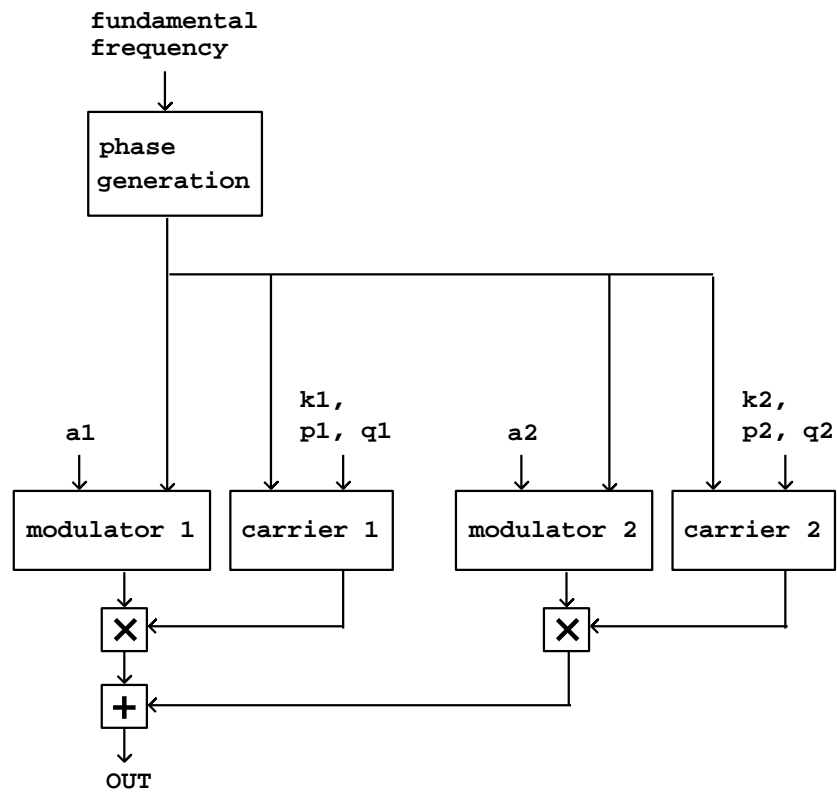 fundamental
frequency
phase
generation
k1,
p1, q1
k2,
p2, q2
a1
a2
modulator 1
carrier 1
modulator 2
carrier 2
×
×
+
OUT